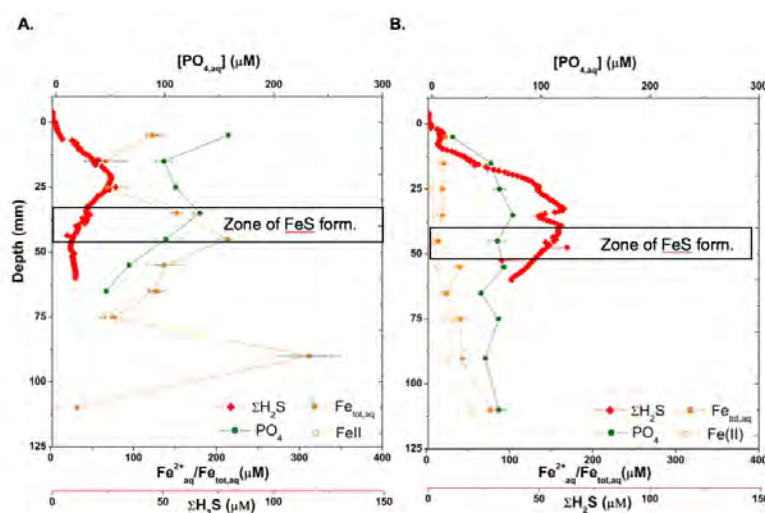 A.
[PO4,aq] (μM)
0 100 200 300
0
25
50
75
100
125
Depth (mm)
Zone of FeS form.
ΣH2S
Fetot,aq
PO4
FeII
0 100 200 300 400
Fe2+aq/Fetot,aq(μM)
0 50 100 150
ΣH2S (μM)
B.
[PO4,aq] (μM)
0 100 200 300
0
25
50
75
100
125
Zone of FeS form.
ΣH2S
Fetot,aq
PO4
Fe(II)
0 100 200 300 400
Fe2+aq/Fetot,aq(μM)
0 50 100 150
ΣH2S (μM)